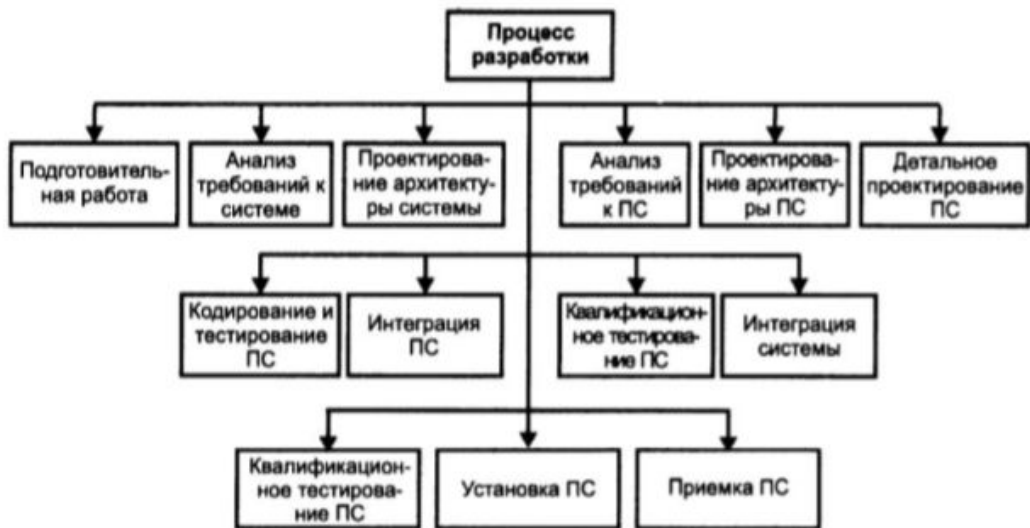 Процесс
разработки
Подготовитель-
ная работа
Анализ
требований к
системе
Проектирова-
ние архитекту-
ры системы
Анализ
требований
к ПС
Проектирова-
ние архитекту-
ры ПС
Детальное
проектирование
ПС
Кодирование и
тестирование
ПС
Интеграция
ПС
Квалификацион-
ное тестирова-
ние ПС
Интеграция
системы
Квалификацион-
ное тестирова-
ние ПС
Установка ПС
Приемка ПС